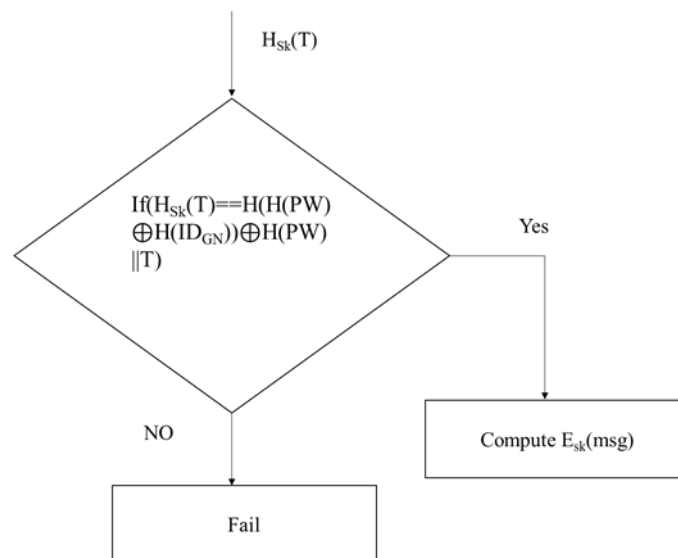 H_Sk(T)
If(H_Sk(T)==H(H(PW)
⊕H(ID_GN))⊕H(PW)
||T)
Yes
NO
Compute E_sk(msg)
Fail